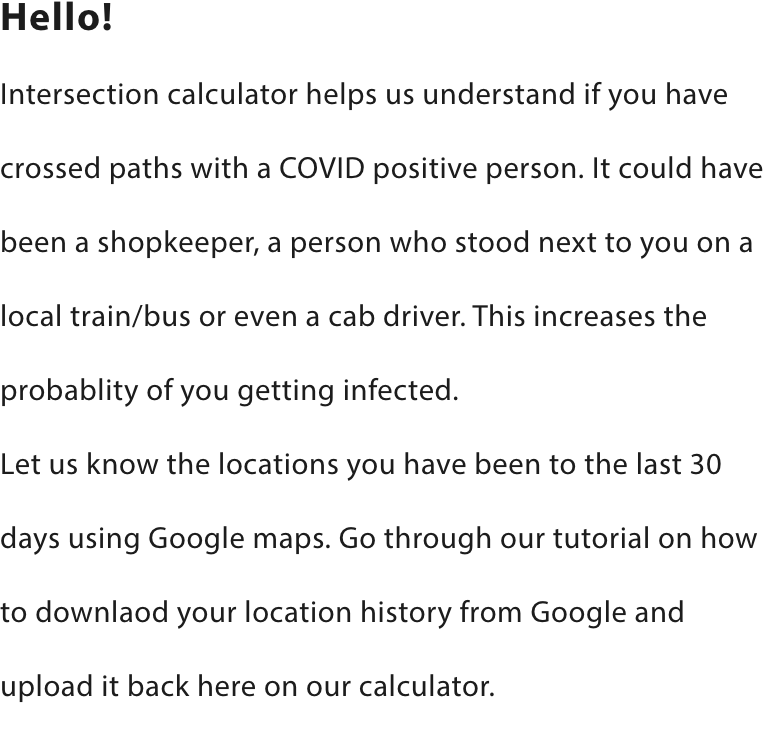 Hello!
Intersection calculator helps us understand if you have
crossed paths with a COVID positive person. It could have
been a shopkeeper, a person who stood next to you on a
local train/bus or even a cab driver. This increases the
probablity of you getting infected.
Let us know the locations you have been to the last 30
days using Google maps. Go through our tutorial on how
to downlaod your location history from Google and
upload it back here on our calculator.